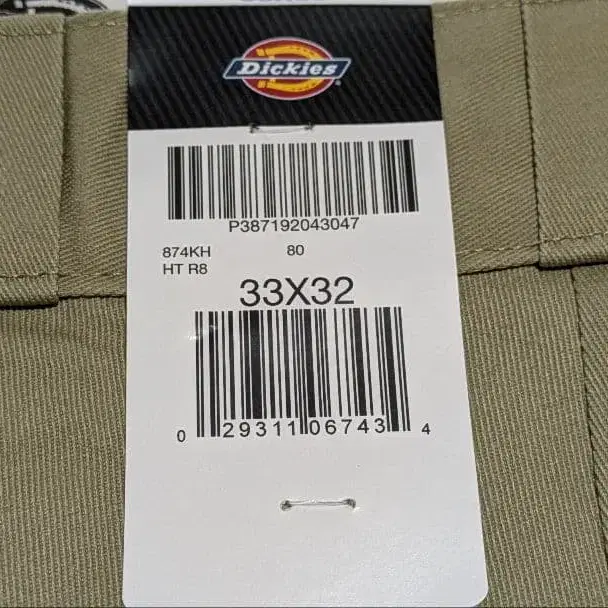 Dickies
P387192043047
874KH 80
HT R8
33X32
0 29311 06743 4